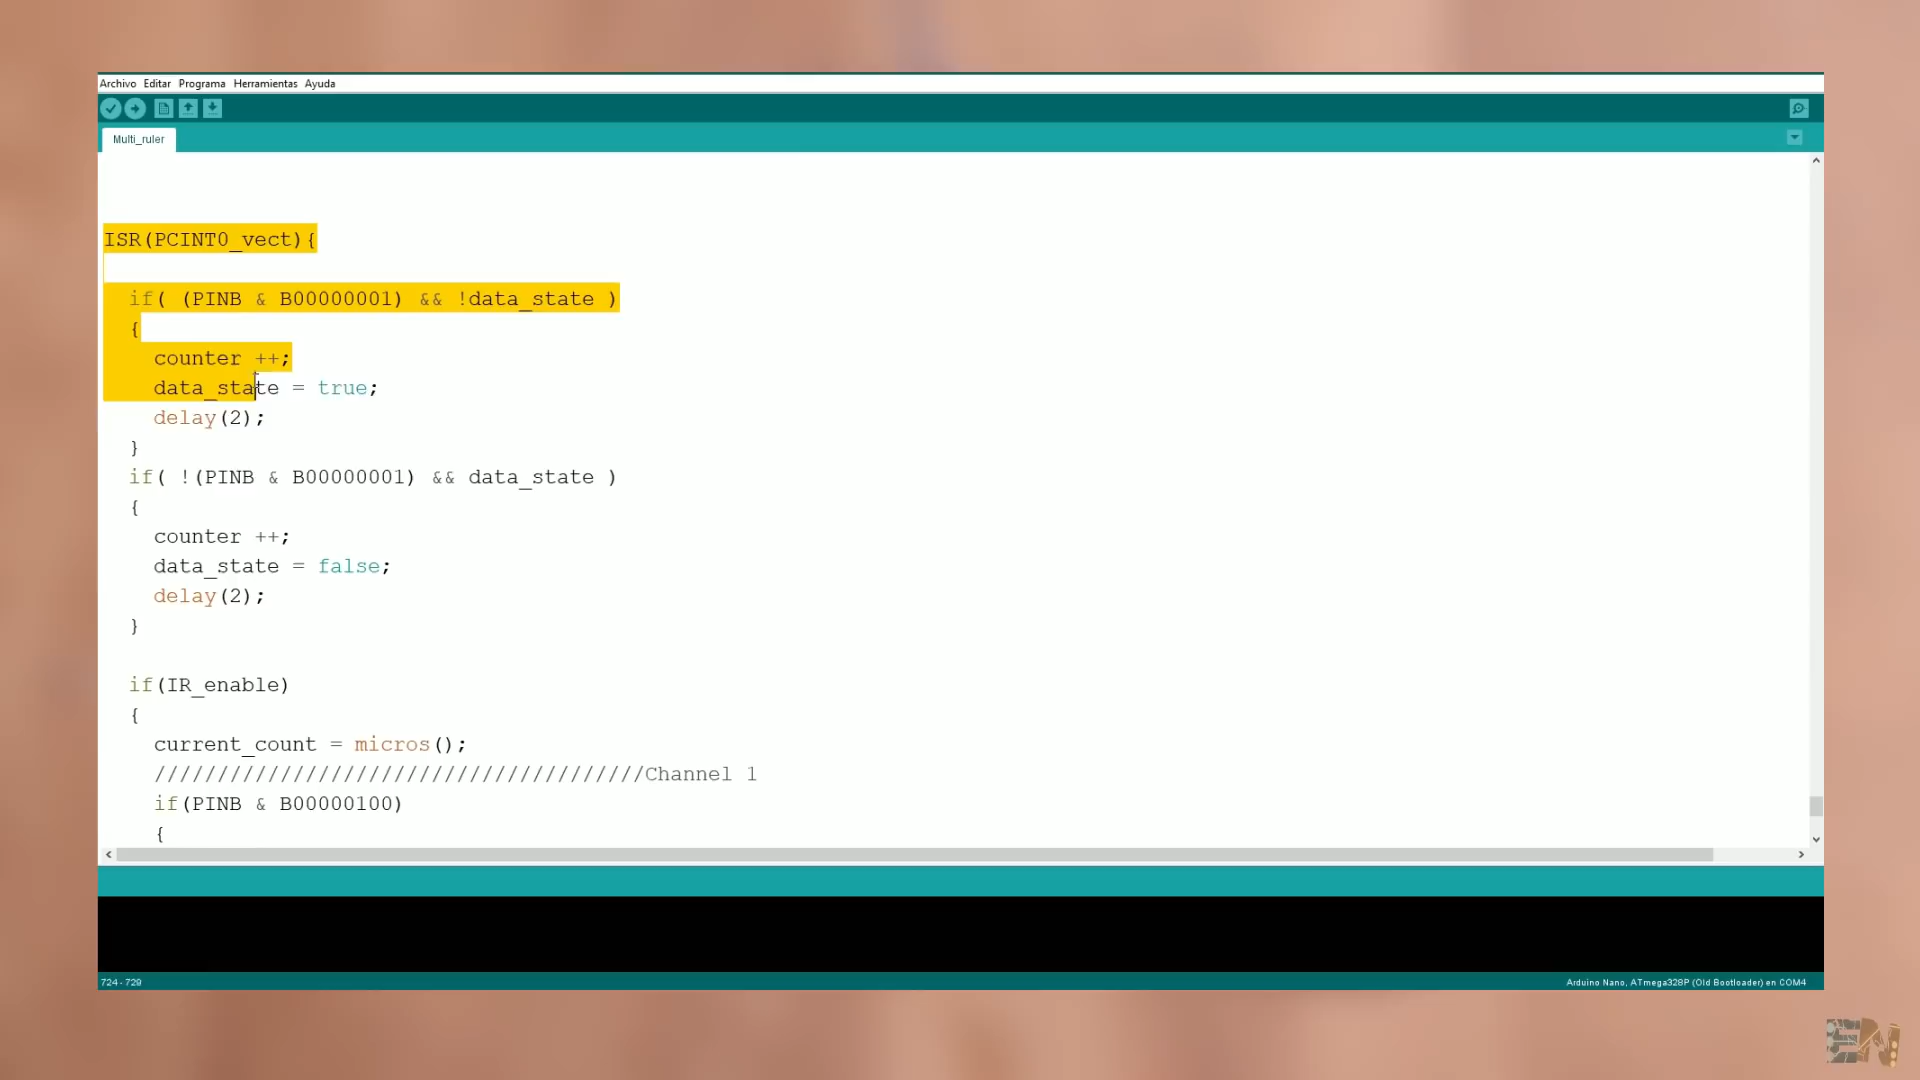 Archivo Editar Programa Herramientas Ayuda
Multi_ruler
ISR(PCINT0_vect){
if( (PINB & B00000001) && !data_state )
{
counter ++;
data_state = true;
delay(2);
}
if( !(PINB & B00000001) && data_state )
{
counter ++;
data_state = false;
delay(2);
}
if(IR_enable)
{
current_count = micros();
///////////////////////////////////////Channel 1
if(PINB & B00000100)
{
724 - 729
Arduino Nano, ATmega328P (Old Bootloader) en COM4
EN